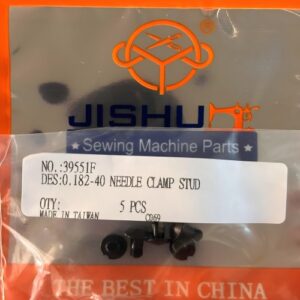 JISHU
★ Sewing Machine Parts ★
NO.:39551F
DES:0.182-40 NEEDLE CLAMP STUD
QTY: 5 PCS
MADE IN TAIWAN C069
THE BEST IN CHINA